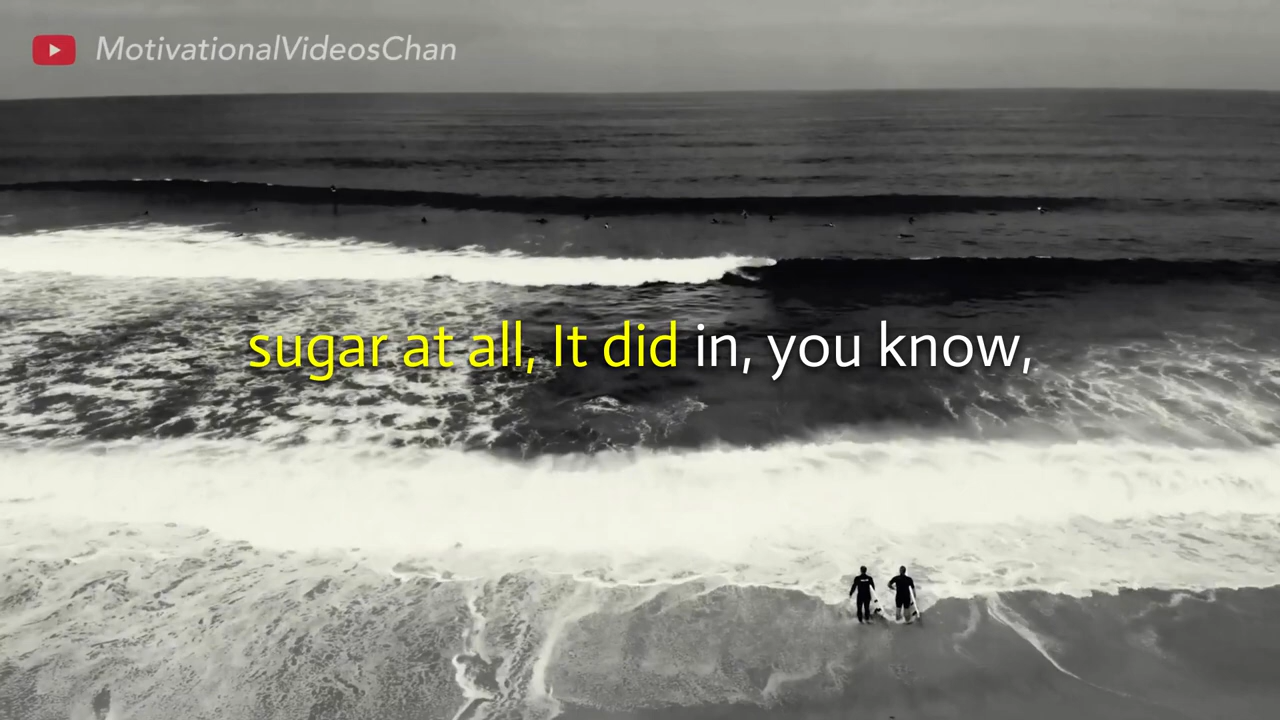 MotivationalVideosChan
sugar at all, It did in, you know,